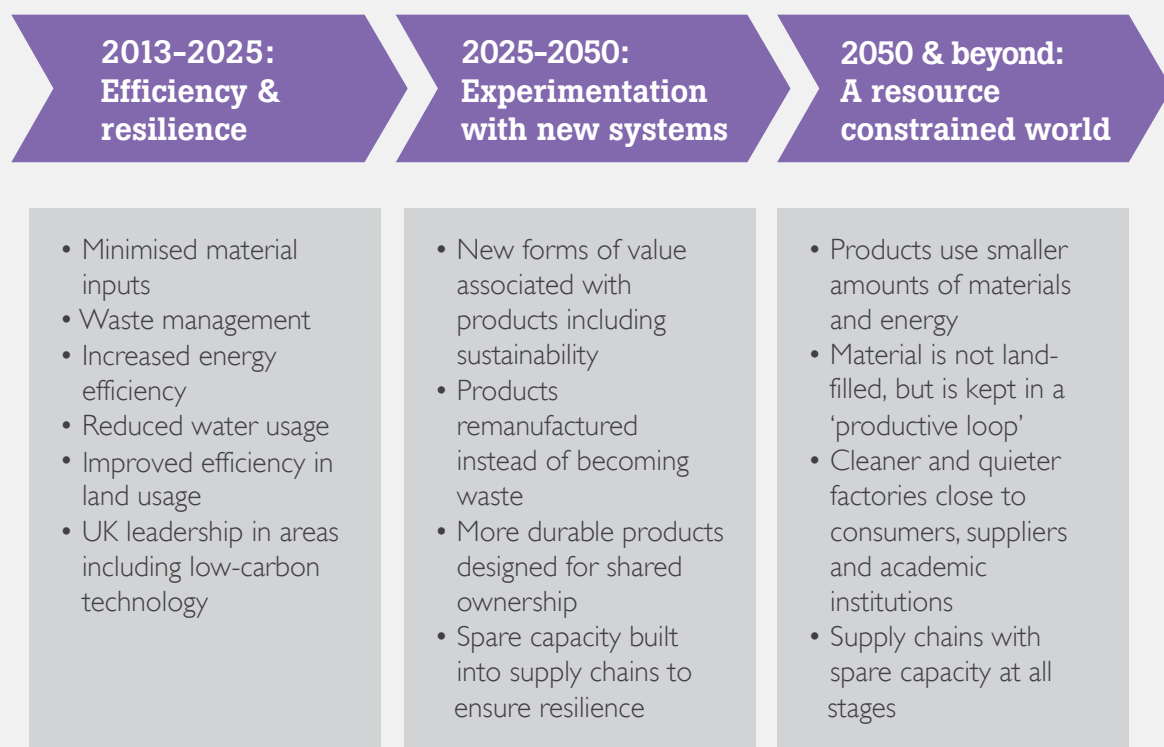 2013-2025:
Efficiency &
resilience
• Minimised material
inputs
• Waste management
• Increased energy
efficiency
• Reduced water usage
• Improved efficiency in
land usage
• UK leadership in areas
including low-carbon
technology
2025-2050:
Experimentation
with new systems
• New forms of value
associated with
products including
sustainability
• Products
remanufactured
instead of becoming
waste
• More durable products
designed for shared
ownership
• Spare capacity built
into supply chains to
ensure resilience
2050 & beyond:
A resource
constrained world
• Products use smaller
amounts of materials
and energy
• Material is not land-
filled, but is kept in a
‘productive loop’
• Cleaner and quieter
factories close to
consumers, suppliers
and academic
institutions
• Supply chains with
spare capacity at all
stages